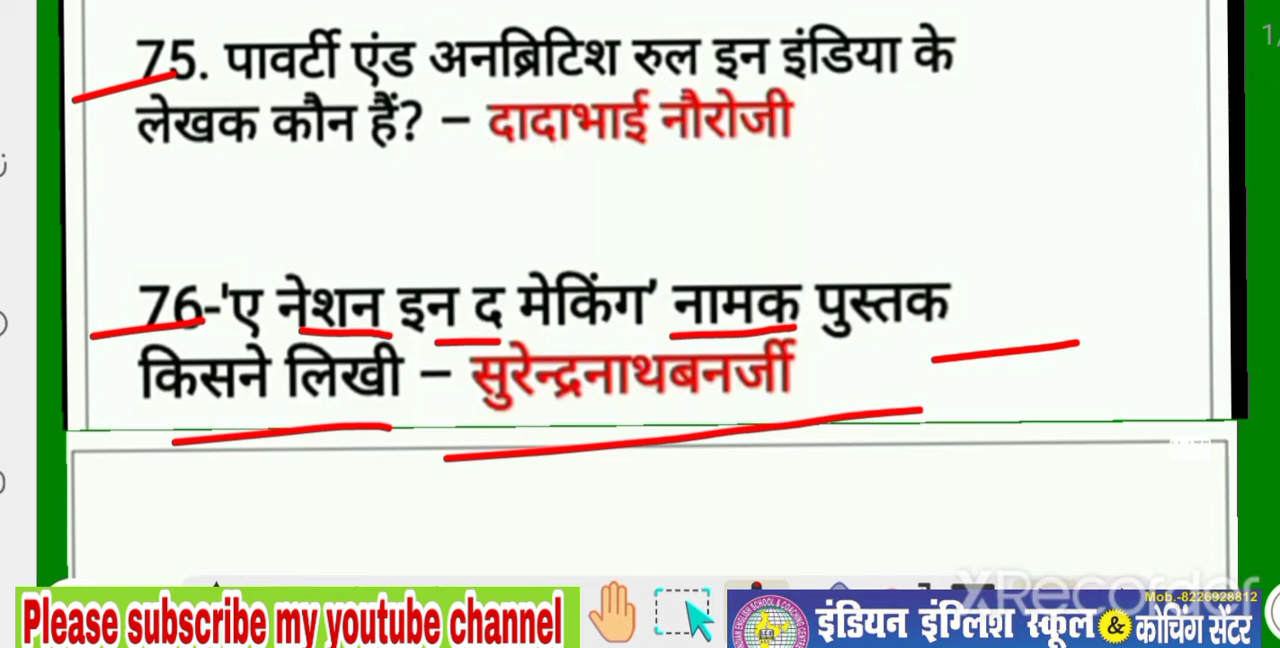 75. पावर्टी एंड अनब्रिटिश रुल इन इंडिया के
लेखक कौन हैं? – दादाभाई नौरोजी
76-'ए नेशन इन द मेकिंग’ नामक पुस्तक
किसने लिखी – सुरेन्द्रनाथबनर्जी
XRecorder
Mob.-8226928812
Please subscribe my youtube channel
इंडियन इंग्लिश स्कूल & कोचिंग सेंटर